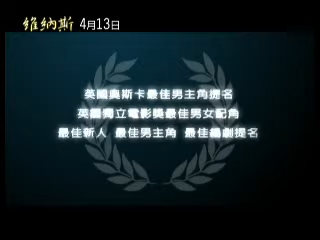 維納斯 4月13日
英國奧斯卡最佳男主角提名
英國獨立電影獎最佳男女配角
最佳新人 最佳男主角 最佳編劇提名